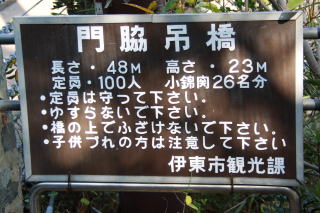 門脇吊橋
長さ・48M 高さ・23M
定員・100人 小錦関26名分
・定員は守って下さい。
・ゆすらないで下さい。
・橋の上でふざけないで下さい。
・子供づれの方は注意して下さい
伊東市観光課